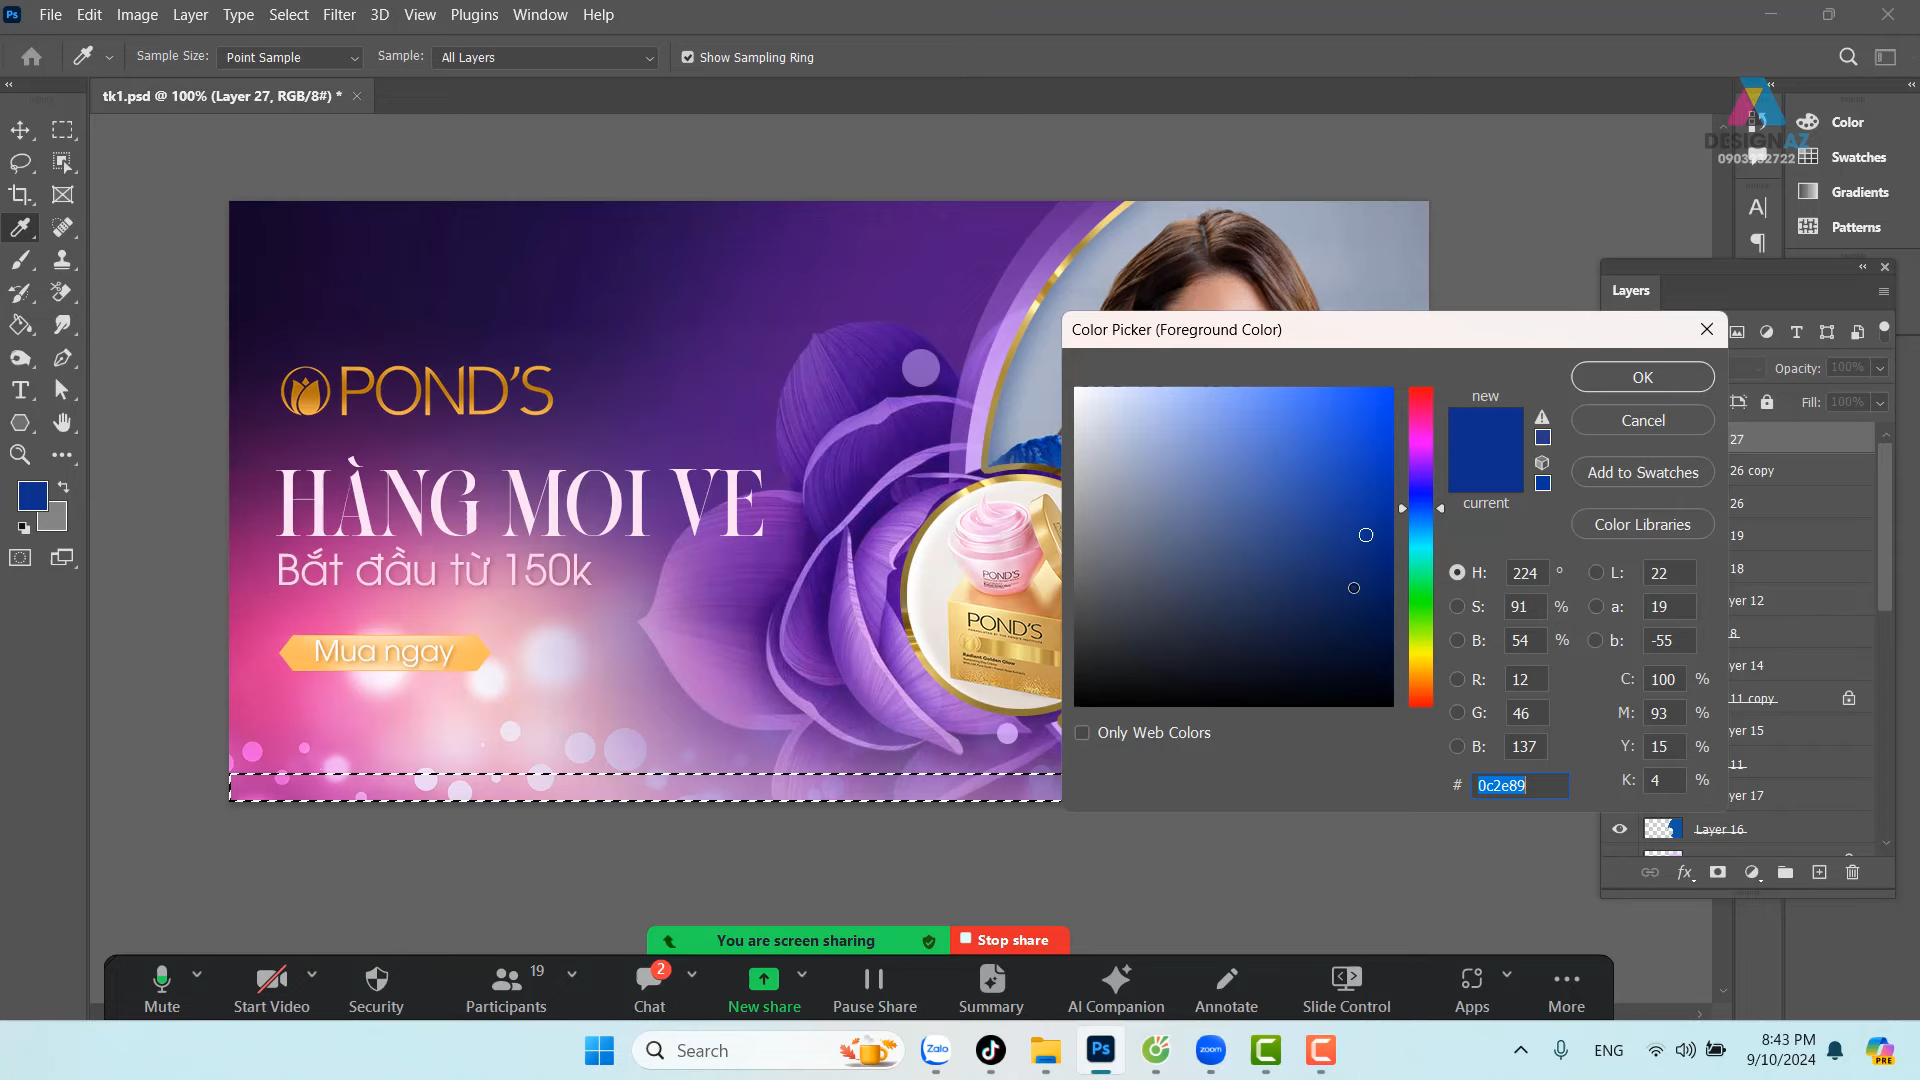 File Edit Image Layer Type Select Filter 3D View Plugins Window Help
Sample Size: Point Sample Sample: All Layers Show Sampling Ring
tk1.psd @ 100% (Layer 27, RGB/8#) *
DESIGNAZ
Color
Swatches
Gradients
Patterns
Layers
Opacity: 100%
Fill: 100%
27
26 copy
26
19
18
yer 12
8
yer 14
11 copy
yer 15
11
yer 17
Layer 16
POND'S
HÀNG MOI VE
Bắt đầu từ 150k
Mua ngay
POND'S
POND'S
Color Picker (Foreground Color)
new
current
OK
Cancel
Add to Swatches
Color Libraries
H: 224 °
S: 91 %
B: 54 %
R: 12
G: 46
B: 137
# 0c2e89
L: 22
a: 19
b: -55
C: 100 %
M: 93 %
Y: 15 %
K: 4 %
Only Web Colors
You are screen sharing Stop share
Mute
Start Video
Security
Participants 19
Chat 2
New share
Pause Share
Summary
AI Companion
Annotate
Slide Control
Apps
More
Search
Zalo
Ps
zoom
ENG
8:43 PM
9/10/2024
PRE